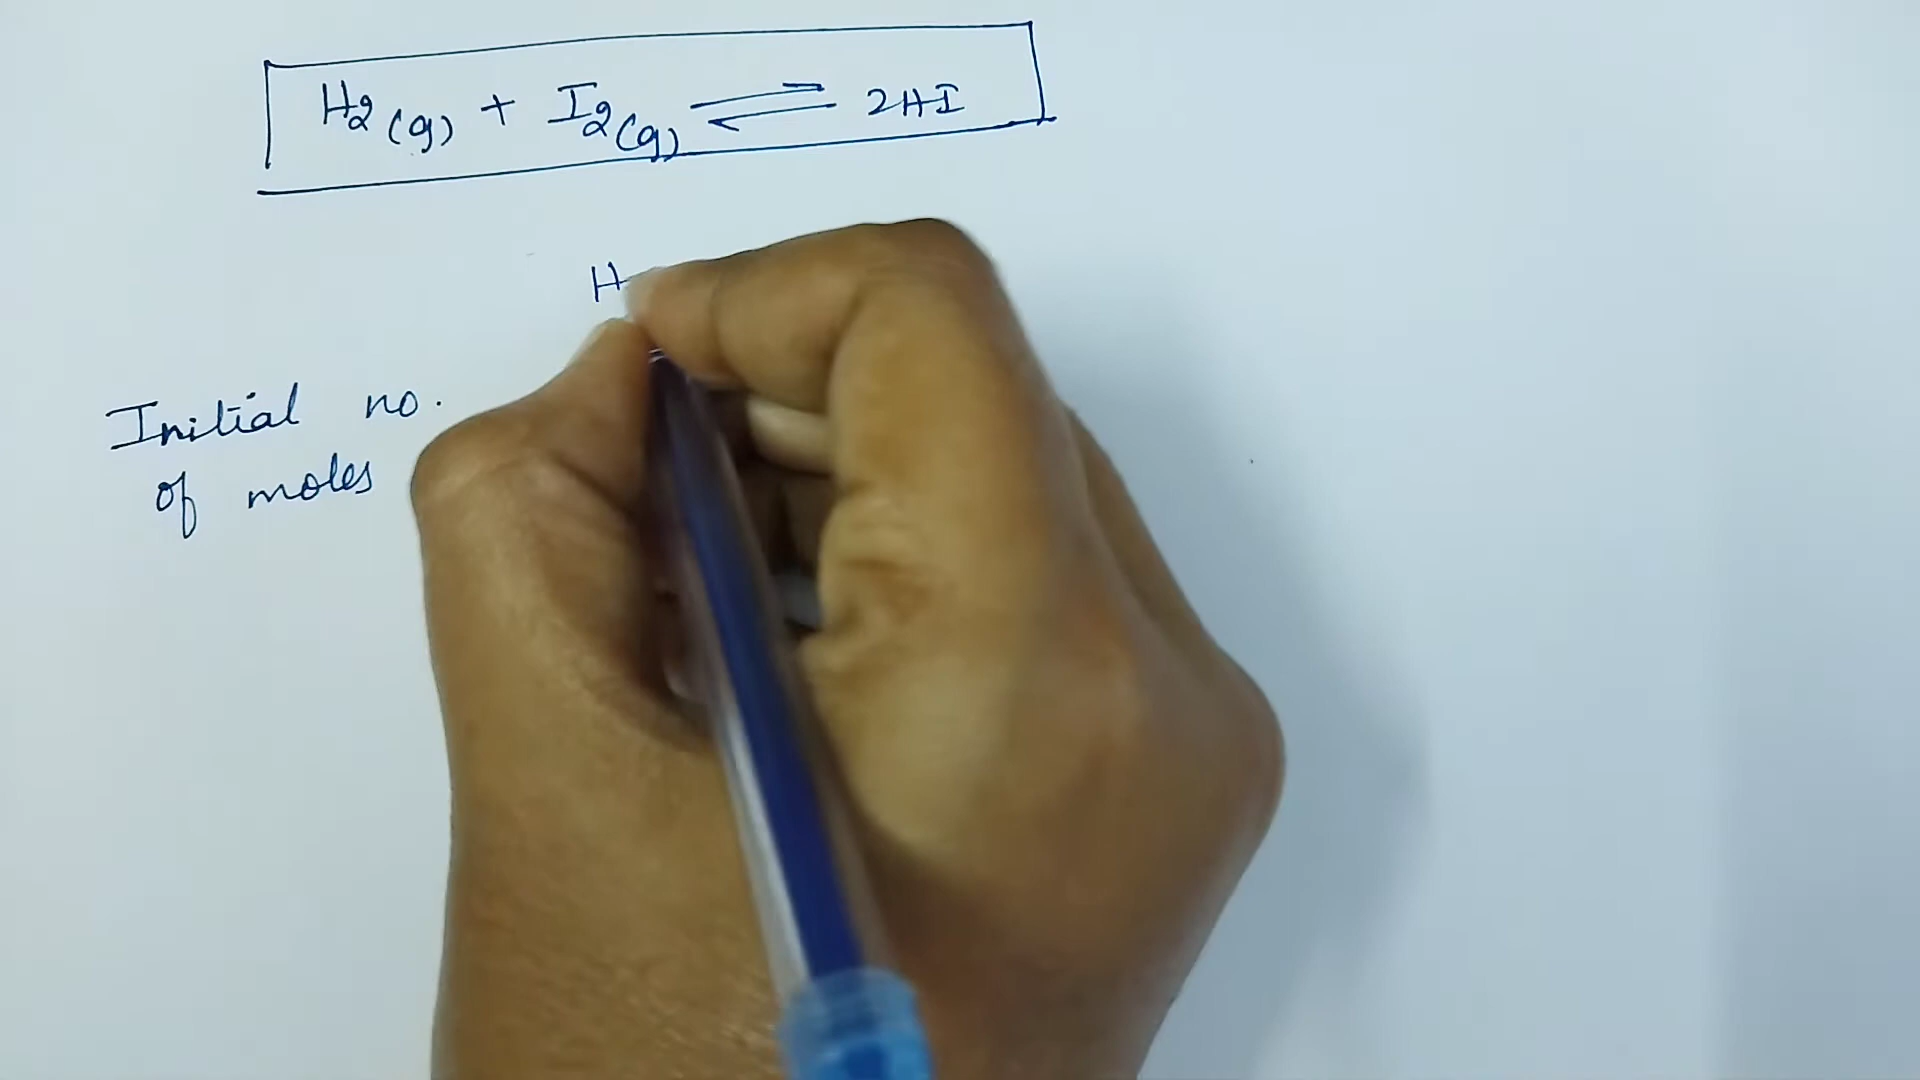 H₂(g) + I₂(g) ⇌ 2HI
H
Initial no.
of moles